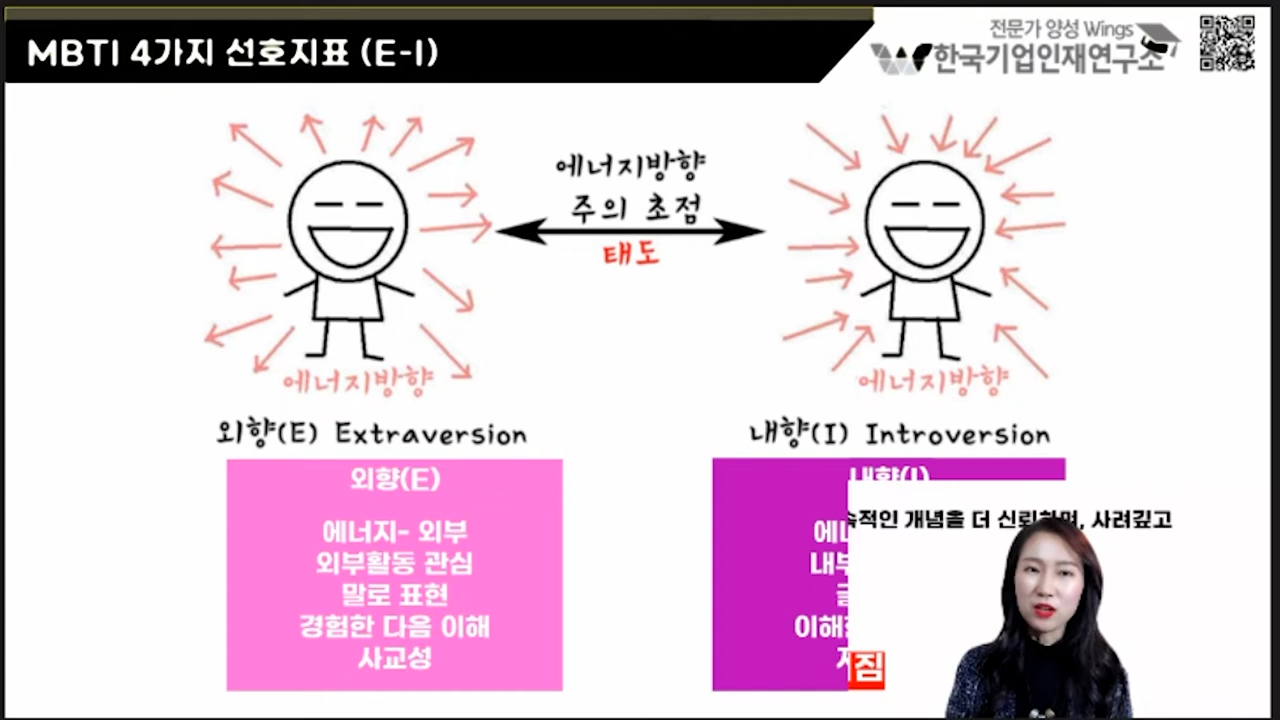 MBTI 4가지 선호지표 (E-I)
전문가 양성 Wings
한국기업인재연구소
에너지방향
주의 초점
태도
에너지방향
에너지방향
외향(E) Extraversion
내향(I) Introversion
외향(E)
에너지- 외부
외부활동 관심
말로 표현
경험한 다음 이해
사교성
내향(I)
개념을 더 신뢰하며, 사려깊고